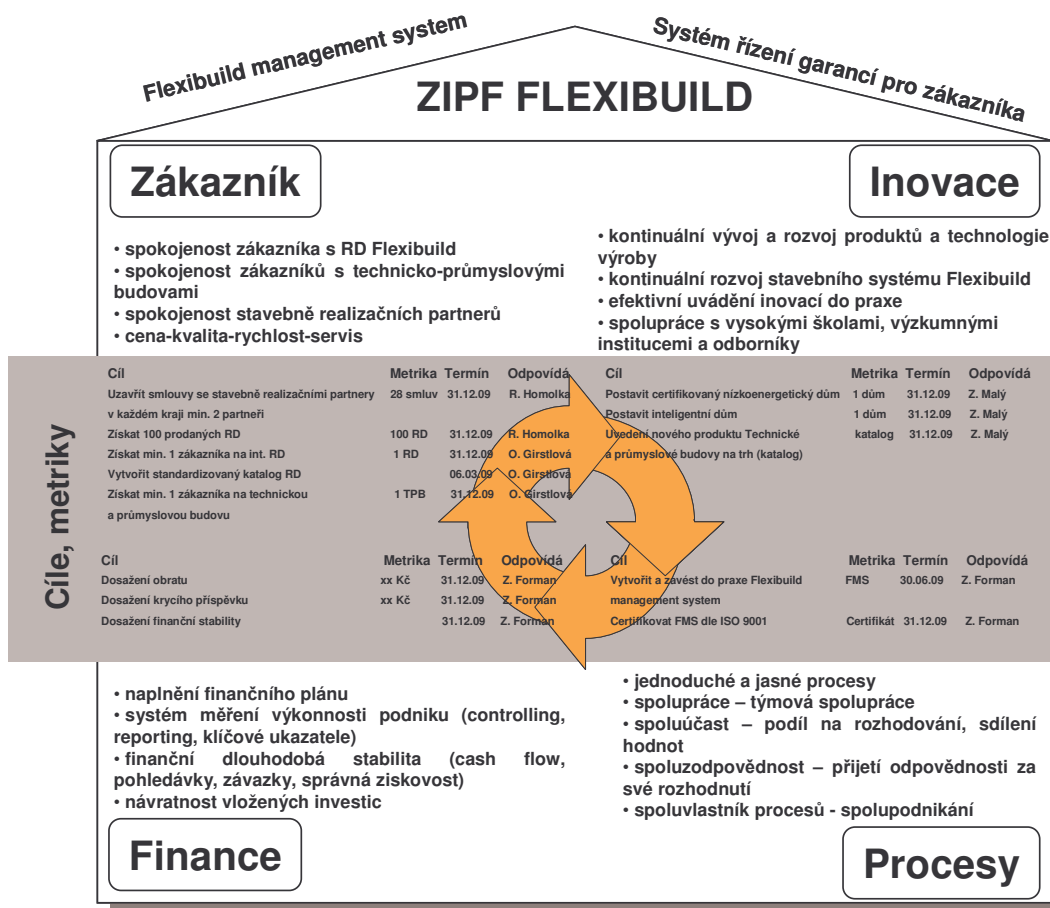 Flexibuild management system
Systém řízení garancí pro zákazníka
ZIPF FLEXIBUILD
Zákazník
• spokojenost zákazníka s RD Flexibuild
• spokojenost zákazníků s technicko-průmyslovými
budovami
• spokojenost stavebně realizačních partnerů
• cena-kvalita-rychlost-servis
Inovace
• kontinuální vývoj a rozvoj produktů a technologie
výroby
• kontinuální rozvoj stavebního systému Flexibuild
• efektivní uvádění inovací do praxe
• spolupráce s vysokými školami, výzkumnými
institucemi a odborníky
Cíle, metriky
Cíl Metrika Termín Odpovídá
Uzavřít smlouvy se stavebně realizačními partnery 28 smluv 31.12.09 R. Homolka
v každém kraji min. 2 partneři
Získat 100 prodaných RD 100 RD 31.12.09 R. Homolka
Získat min. 1 zákazníka na int. RD 1 RD 31.12.09 O. Girstlová
Vytvořit standardizovaný katalog RD 06.03.09 O. Girstlová
Získat min. 1 zákazníka na technickou 1 TPB 31.12.09 O. Girstlová
a průmyslovou budovu
Cíl Metrika Termín Odpovídá
Postavit certifikovaný nízkoenergetický dům 1 dům 31.12.09 Z. Malý
Postavit inteligentní dům 1 dům 31.12.09 Z. Malý
Uvedení nového produktu Technické katalog 31.12.09 Z. Malý
a průmyslové budovy na trh (katalog)
Cíl Metrika Termín Odpovídá
Dosažení obratu xx Kč 31.12.09 Z. Forman
Dosažení krycího příspěvku xx Kč 31.12.09 Z. Forman
Dosažení finanční stability 31.12.09 Z. Forman
Cíl Metrika Termín Odpovídá
Vytvořit a zavést do praxe Flexibuild FMS 30.06.09 Z. Forman
management system
Certifikovat FMS dle ISO 9001 Certifikát 31.12.09 Z. Forman
• naplnění finančního plánu
• systém měření výkonnosti podniku (controlling,
reporting, klíčové ukazatele)
• finanční dlouhodobá stabilita (cash flow,
pohledávky, závazky, správná ziskovost)
• návratnost vložených investic
Finance
• jednoduché a jasné procesy
• spolupráce – týmová spolupráce
• spoluúčast – podíl na rozhodování, sdílení
hodnot
• spoluzodpovědnost – přijetí odpovědnosti za
své rozhodnutí
• spoluvlastník procesů - spolupodnikání
Procesy